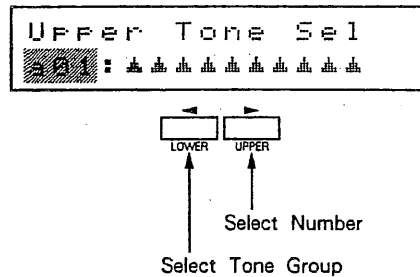 Upper Tone Sel
a01:
LOWER UPPER
Select Number
Select Tone Group